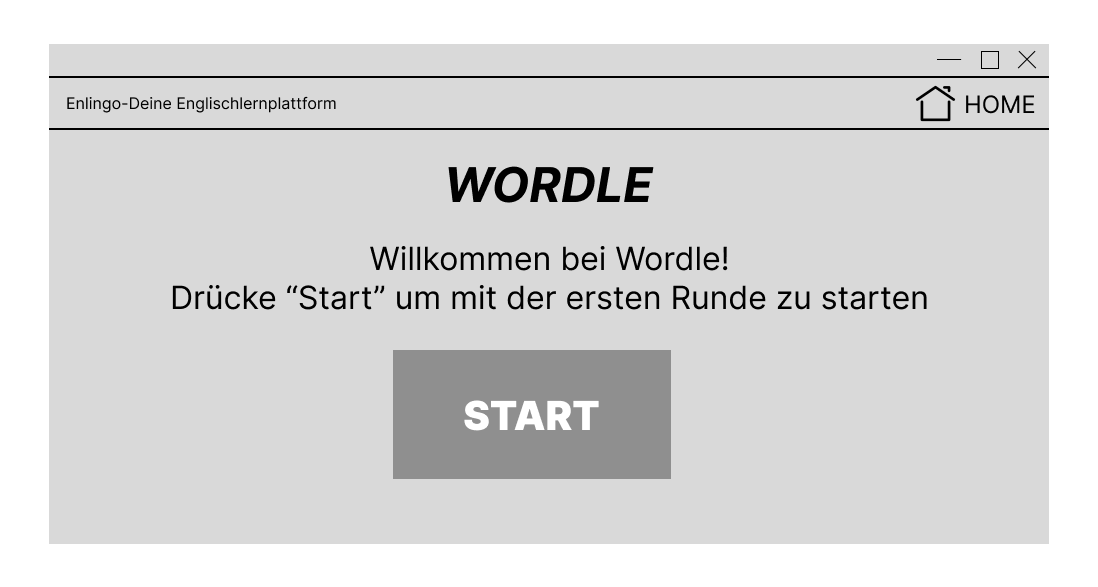 Enlingo-Deine Englischlernplattform
HOME
WORDLE
Willkommen bei Wordle!
Drücke “Start” um mit der ersten Runde zu starten
START